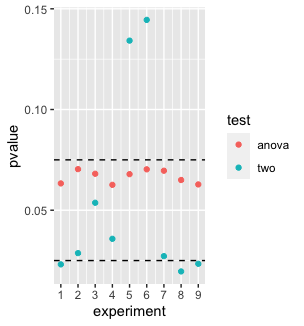 0.15
0.10
0.05
pvalue
1 2 3 4 5 6 7 8 9
experiment
test
anova
two